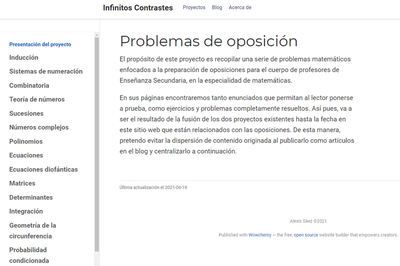 Infinitos Contrastes
Proyectos Blog Acerca de
Presentación del proyecto
Inducción
Sistemas de numeración
Combinatoria
Teoría de números
Sucesiones
Números complejos
Polinomios
Ecuaciones
Ecuaciones diofánticas
Matrices
Determinantes
Integración
Geometría de la
circunferencia
Probabilidad
condicionada
Problemas de oposición
El propósito de este proyecto es recopilar una serie de problemas matemáticos
enfocados a la preparación de oposiciones para el cuerpo de profesores de
Enseñanza Secundaria, en la especialidad de matemáticas.
En sus páginas encontraremos tanto enunciados que permitan al lector ponerse
a prueba, como ejercicios y problemas completamente resueltos. Así pues, va a
ser el resultado de la fusión de los dos proyectos existentes hasta la fecha en
este sitio web que están relacionados con las oposiciones. De esta manera,
pretendo evitar la dispersión de contenido original al publicarlo como artículos
en el blog y centralizarlo a continuación.
Última actualización el 2021-06-19
Alexis Sáez ©2021
Published with Wowchemy — the free, open source website builder that empowers creators.